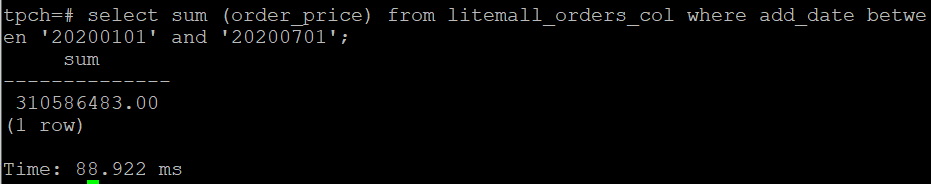 tpch=# select sum (order_price) from litemall_orders_col where add_date betwe
en '20200101' and '20200701';
     sum
--------------
 310586483.00
(1 row)

Time: 88.922 ms